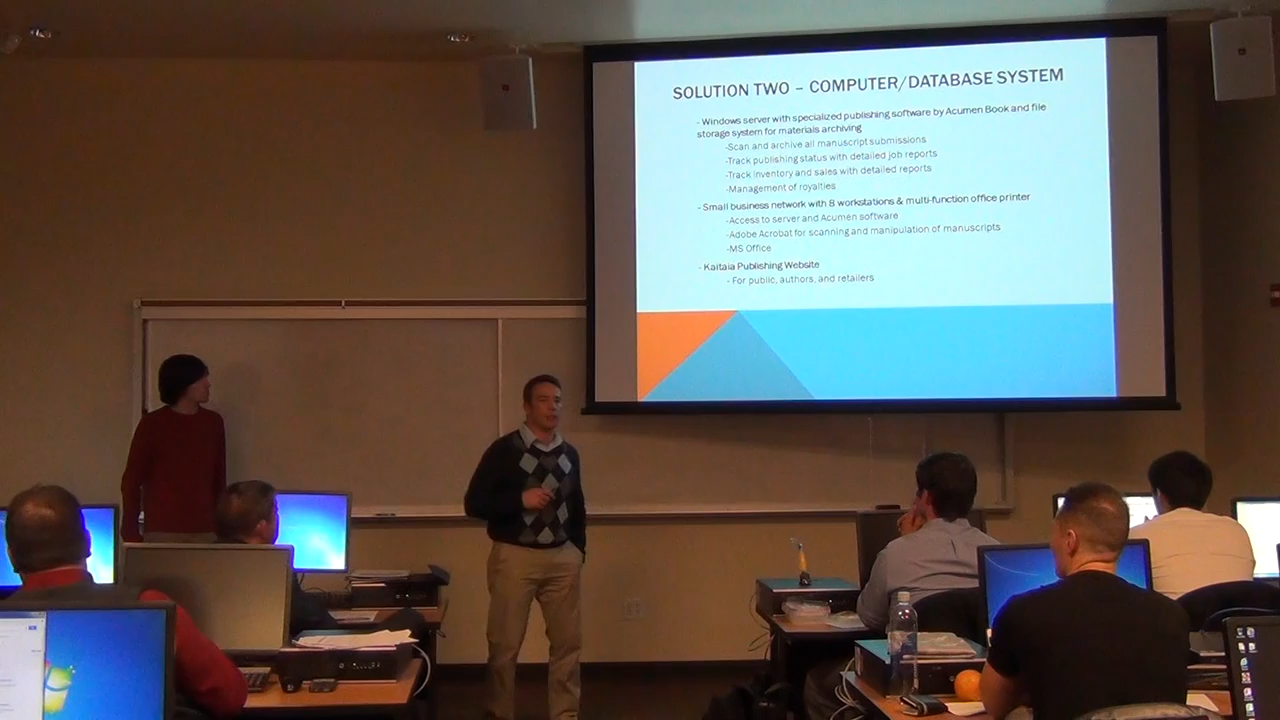 SOLUTION TWO – COMPUTER/DATABASE SYSTEM
- Windows server with specialized publishing software by Acumen Book and file
storage system for materials archiving
-Scan and archive all manuscript submissions
-Track publishing status with detailed job reports
-Track inventory and sales with detailed reports
-Management of royalties
- Small business network with 8 workstations & multi-function office printer
-Access to server and Acumen software
-Adobe Acrobat for scanning and manipulation of manuscripts
-MS Office
- Kaitaia Publishing Website
- For public, authors, and retailers